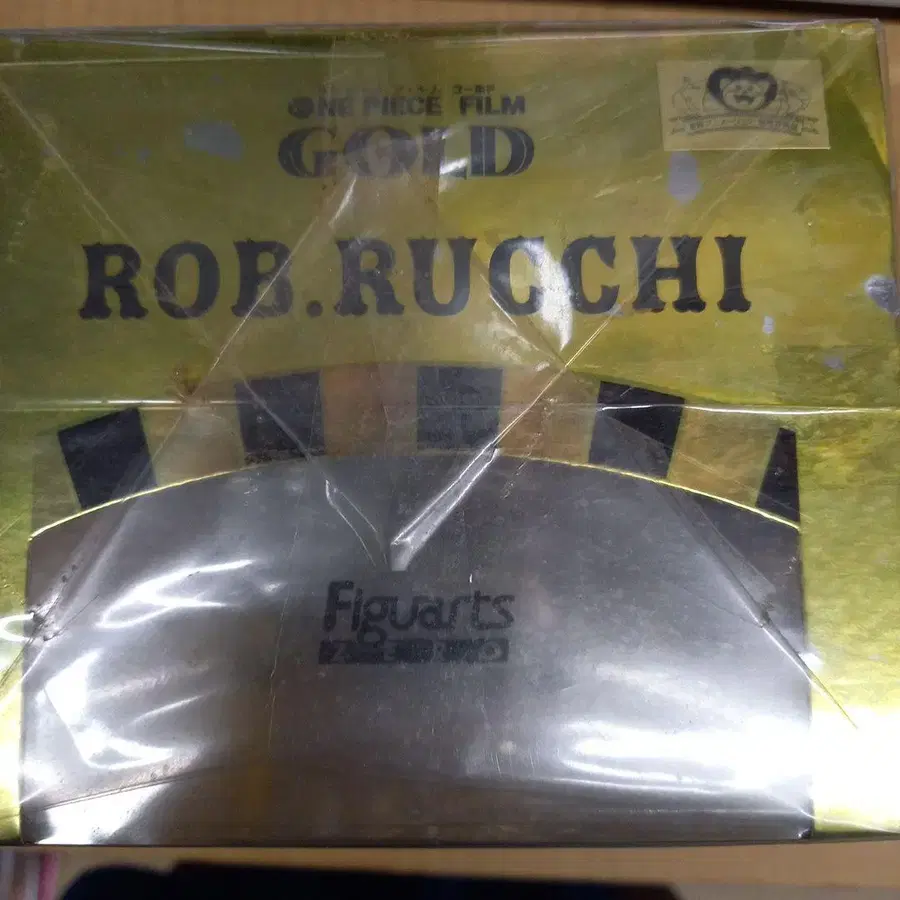 ONE PIECE FILM
GOLD
ROB.RUCCHI
Figuarts
ZERO